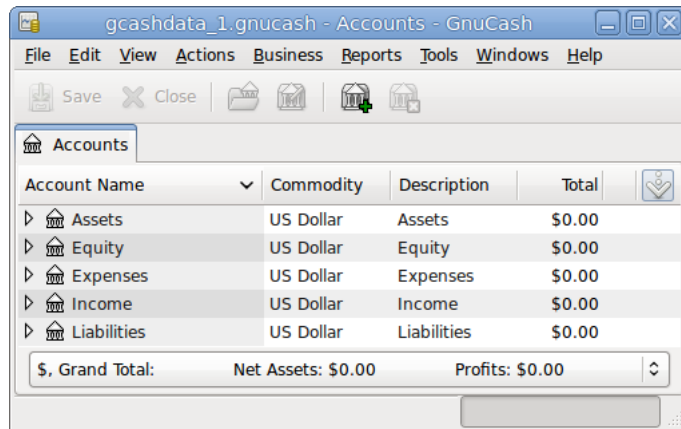 gcashdata_1.gnucash - Accounts - GnuCash
File Edit View Actions Business Reports Tools Windows Help
Save Close
Accounts
Account Name Commodity Description Total
Assets US Dollar Assets $0.00
Equity US Dollar Equity $0.00
Expenses US Dollar Expenses $0.00
Income US Dollar Income $0.00
Liabilities US Dollar Liabilities $0.00
$, Grand Total: Net Assets: $0.00 Profits: $0.00